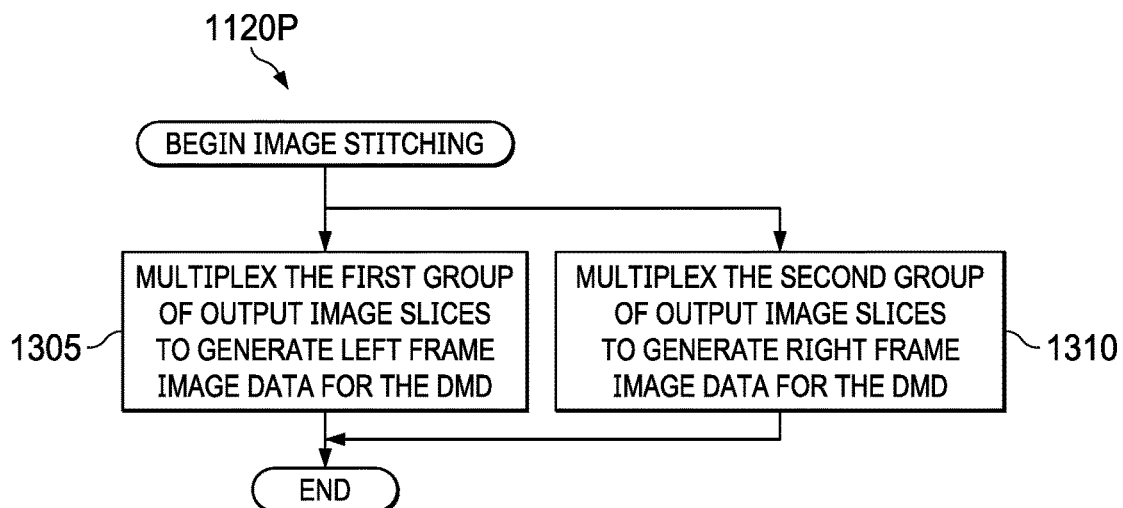 1120P
BEGIN IMAGE STITCHING
MULTIPLEX THE FIRST GROUP
OF OUTPUT IMAGE SLICES
TO GENERATE LEFT FRAME
IMAGE DATA FOR THE DMD
1305
MULTIPLEX THE SECOND GROUP
OF OUTPUT IMAGE SLICES
TO GENERATE RIGHT FRAME
IMAGE DATA FOR THE DMD
1310
END